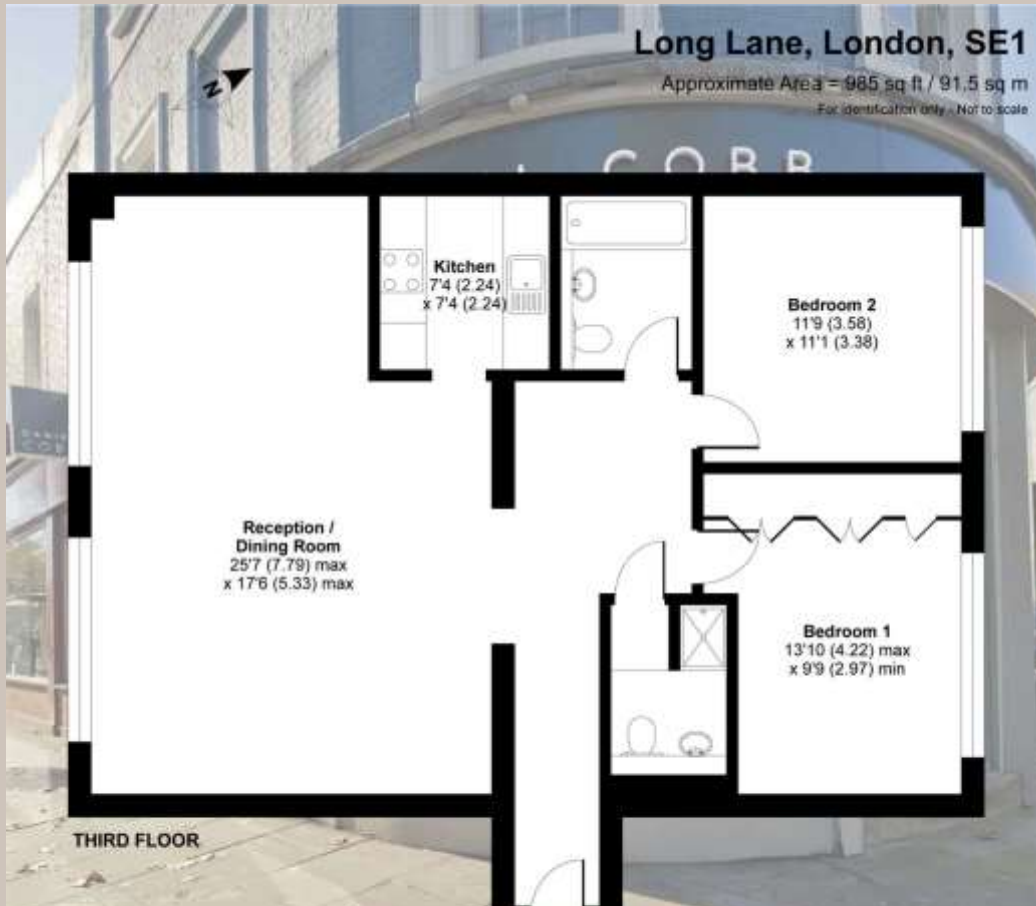 Long Lane, London, SE1
Approximate Area = 985 sq ft / 91.5 sq m
For identification only - Not to scale
N
COBB
Kitchen
7'4 (2.24)
x 7'4 (2.24)
Bedroom 2
11'9 (3.58)
x 11'1 (3.38)
Reception /
Dining Room
25'7 (7.79) max
x 17'6 (5.33) max
Bedroom 1
13'10 (4.22) max
x 9'9 (2.97) min
THIRD FLOOR